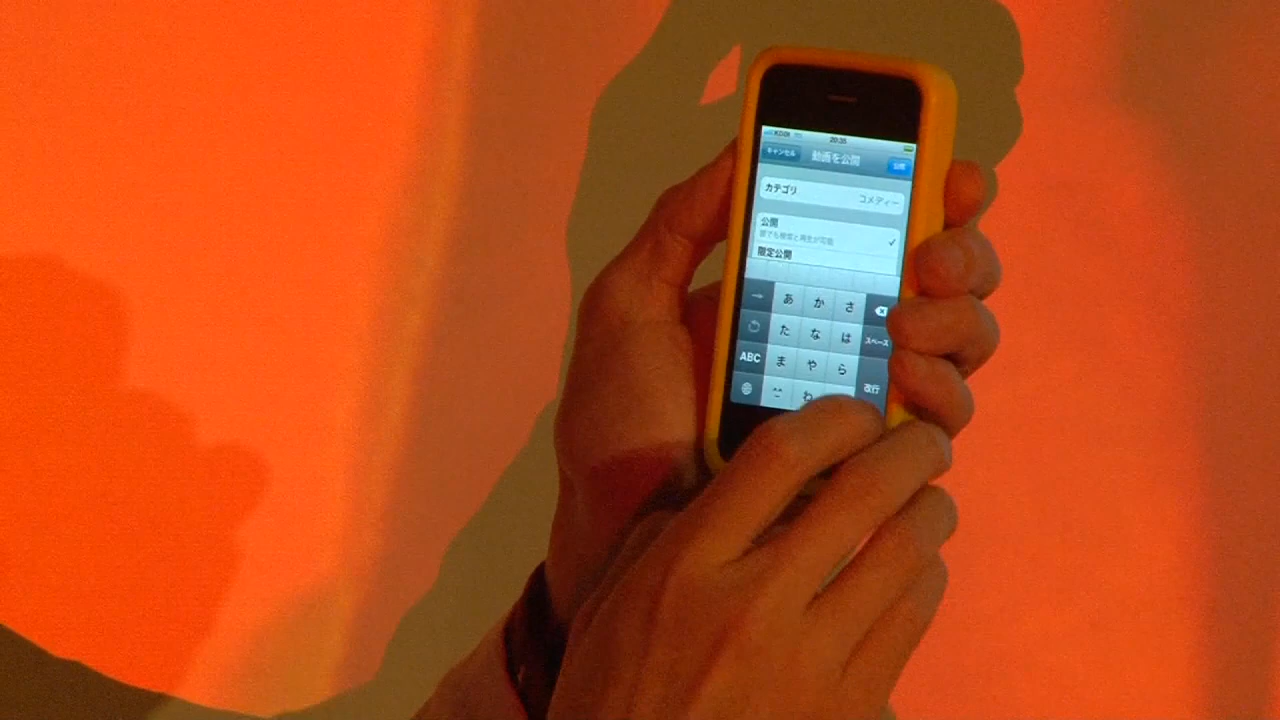 KDDI 20:35
キャンセル 動画を公開 公開
カテゴリ コメディー
公開
誰でも検索と再生が可能
限定公開
→ あ か さ
た な は スペース
ABC ま や ら 改行
^^ わ